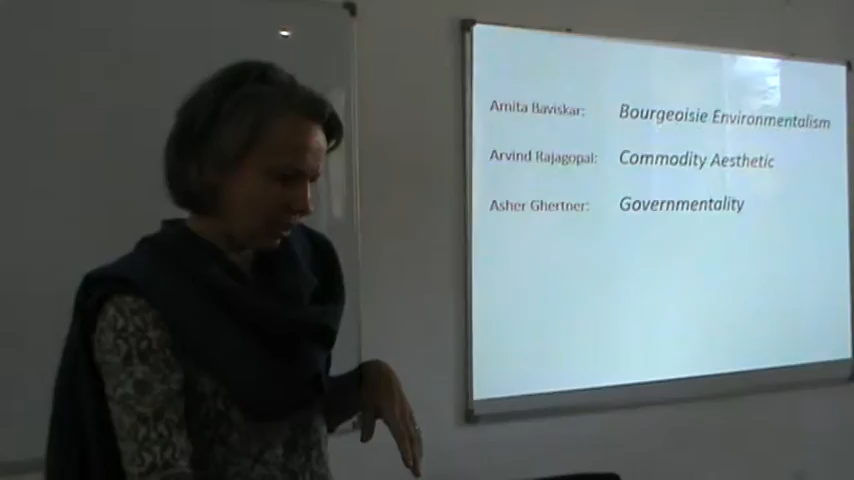 Amita Baviskar: Bourgeoisie Environmentalism
Arvind Rajagopal: Commodity Aesthetic
Asher Ghertner: Governmentality